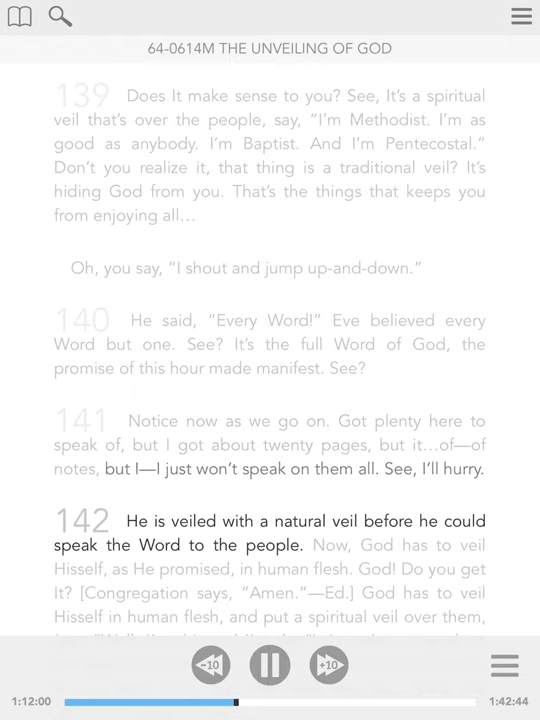 64-0614M THE UNVEILING OF GOD
139 Does It make sense to you? See, It's a spiritual
veil that's over the people, say, “I'm Methodist. I'm as
good as anybody. I'm Baptist. And I'm Pentecostal.”
Don't you realize it, that thing is a traditional veil? It's
hiding God from you. That's the things that keeps you
from enjoying all…
Oh, you say, “I shout and jump up-and-down.”
140 He said, “Every Word!” Eve believed every
Word but one. See? It's the full Word of God, the
promise of this hour made manifest. See?
141 Notice now as we go on. Got plenty here to
speak of, but I got about twenty pages, but it…of—of
notes, but I—I just won't speak on them all. See, I'll hurry.
142 He is veiled with a natural veil before he could
speak the Word to the people. Now, God has to veil
Hisself, as He promised, in human flesh. God! Do you get
It? [Congregation says, “Amen.”—Ed.] God has to veil
Hisself in human flesh, and put a spiritual veil over them,
-10
+10
1:12:00
1:42:44